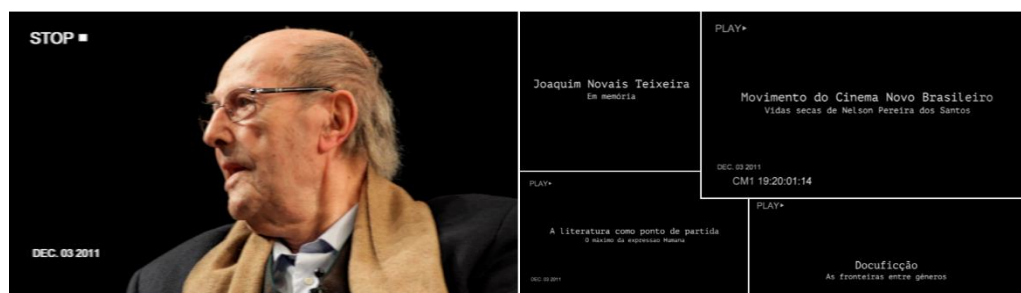 STOP ■
DEC. 03 2011
Joaquim Novais Teixeira
Em memória
PLAY▸
Movimento do Cinema Novo Brasileiro
Vidas secas de Nelson Pereira dos Santos
DEC. 03 2011
CM1 19:20:01:14
PLAY▸
A literatura como ponto de partida
O máximo da expressao Humana
DEC. 03 2011
PLAY▸
Docuficção
As fronteiras entre géneros